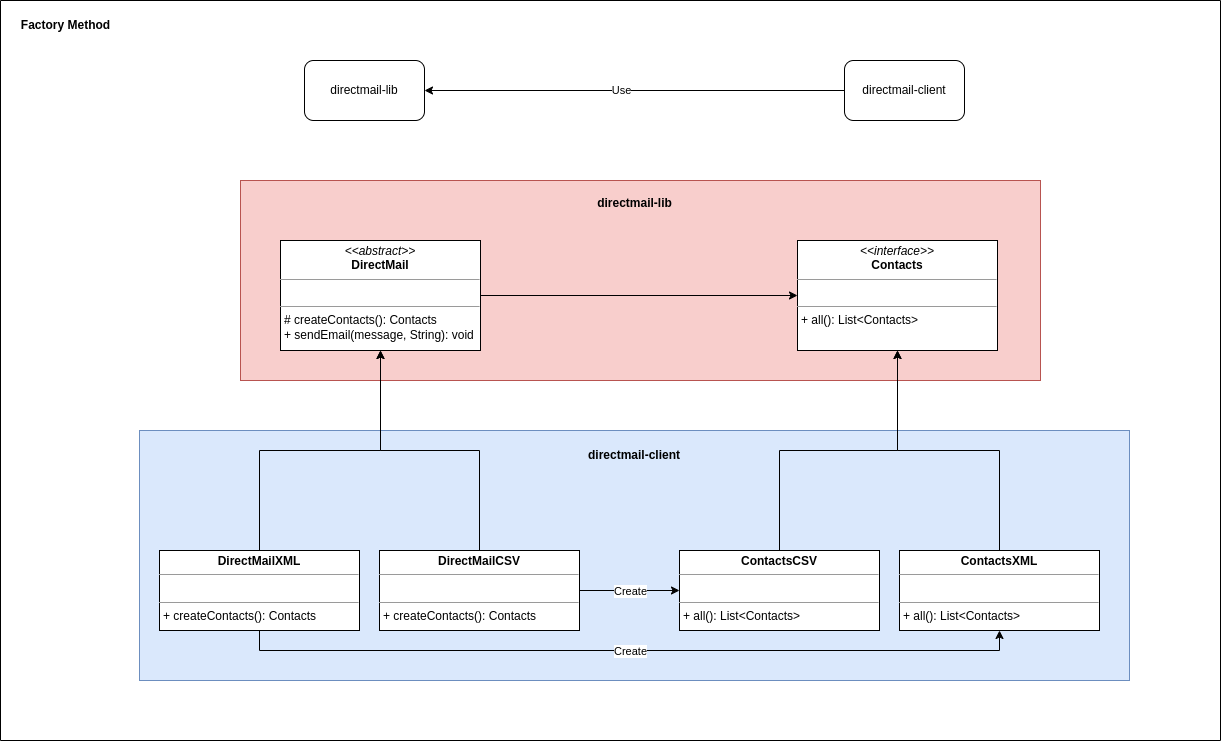 Factory Method
directmail-lib
Use
directmail-client
directmail-lib
<<abstract>>
DirectMail
# createContacts(): Contacts
+ sendEmail(message, String): void
<<interface>>
Contacts
+ all(): List<Contacts>
directmail-client
DirectMailXML
+ createContacts(): Contacts
DirectMailCSV
+ createContacts(): Contacts
Create
ContactsCSV
+ all(): List<Contacts>
ContactsXML
+ all(): List<Contacts>
Create